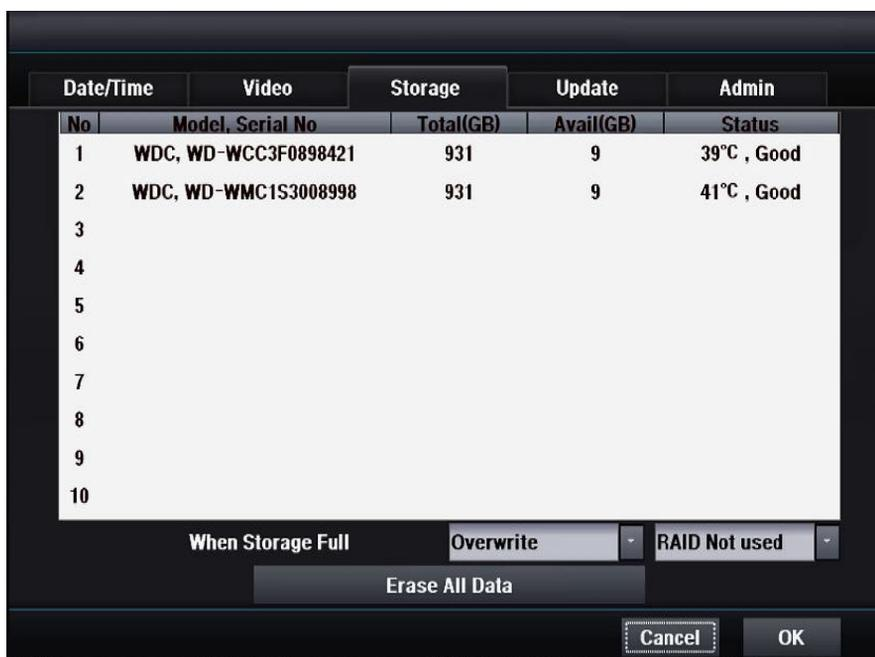 Date/Time Video Storage Update Admin
No Model, Serial No Total(GB) Avail(GB) Status
1 WDC, WD-WCC3F0898421 931 9 39°C , Good
2 WDC, WD-WMC1S3008998 931 9 41°C , Good
3
4
5
6
7
8
9
10
When Storage Full Overwrite RAID Not used
Erase All Data
Cancel OK